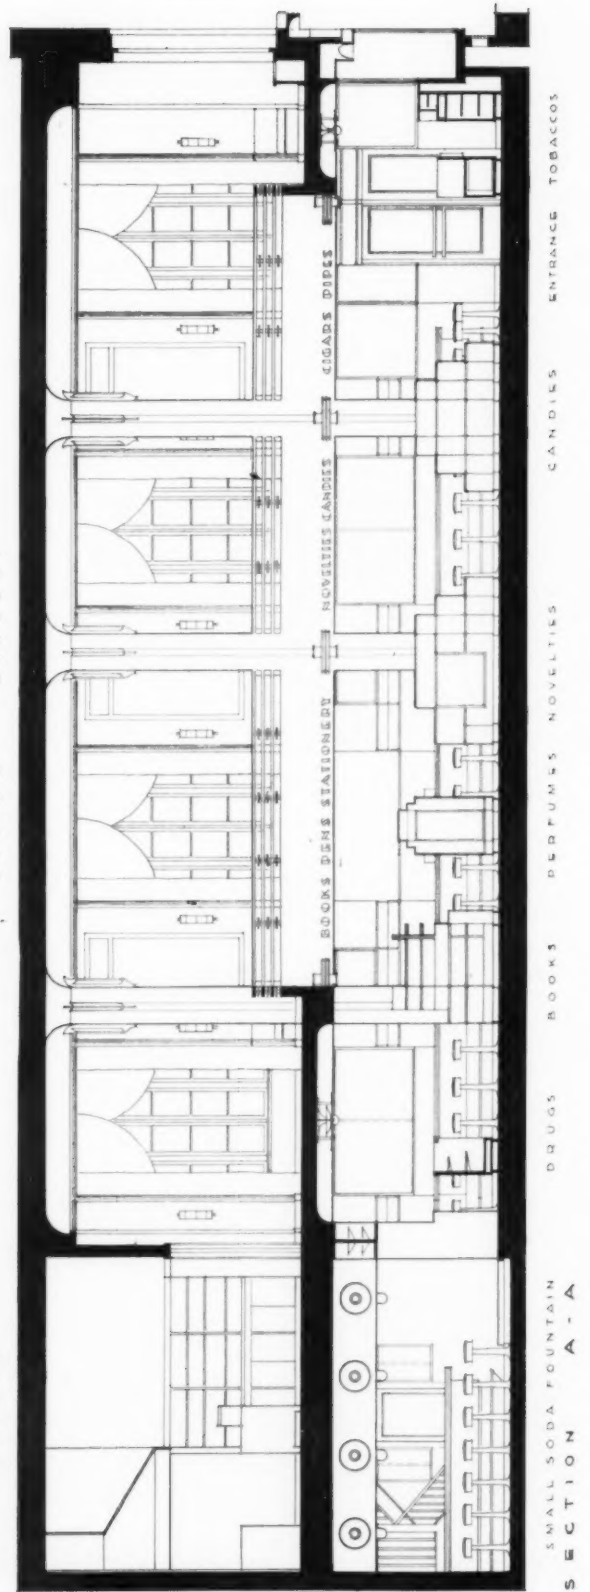 BOOKS PENS STATIONERY NOVELTIES CANDIES CIGARS PIPES
SMALL SODA FOUNTAIN DRUGS BOOKS PERFUMES NOVELTIES CANDIES ENTRANCE TOBACCOS
SECTION A-A